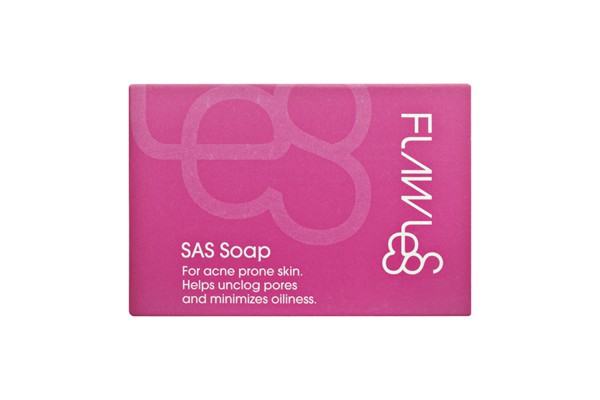 SAS Soap
For acne prone skin.
Helps unclog pores
and minimizes oiliness.
FLAWLESS